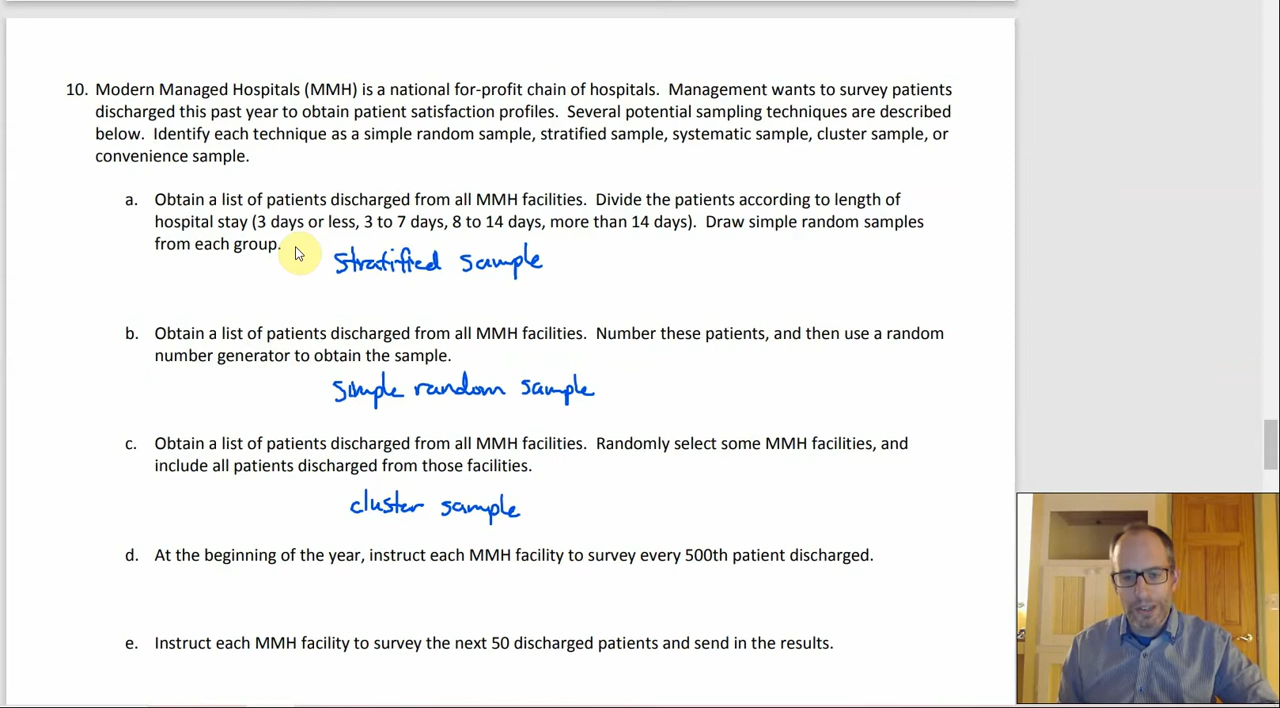 10. Modern Managed Hospitals (MMH) is a national for-profit chain of hospitals. Management wants to survey patients
discharged this past year to obtain patient satisfaction profiles. Several potential sampling techniques are described
below. Identify each technique as a simple random sample, stratified sample, systematic sample, cluster sample, or
convenience sample.
a. Obtain a list of patients discharged from all MMH facilities. Divide the patients according to length of
hospital stay (3 days or less, 3 to 7 days, 8 to 14 days, more than 14 days). Draw simple random samples
from each group.
stratified sample
b. Obtain a list of patients discharged from all MMH facilities. Number these patients, and then use a random
number generator to obtain the sample.
simple random sample
c. Obtain a list of patients discharged from all MMH facilities. Randomly select some MMH facilities, and
include all patients discharged from those facilities.
cluster sample
d. At the beginning of the year, instruct each MMH facility to survey every 500th patient discharged.
e. Instruct each MMH facility to survey the next 50 discharged patients and send in the results.